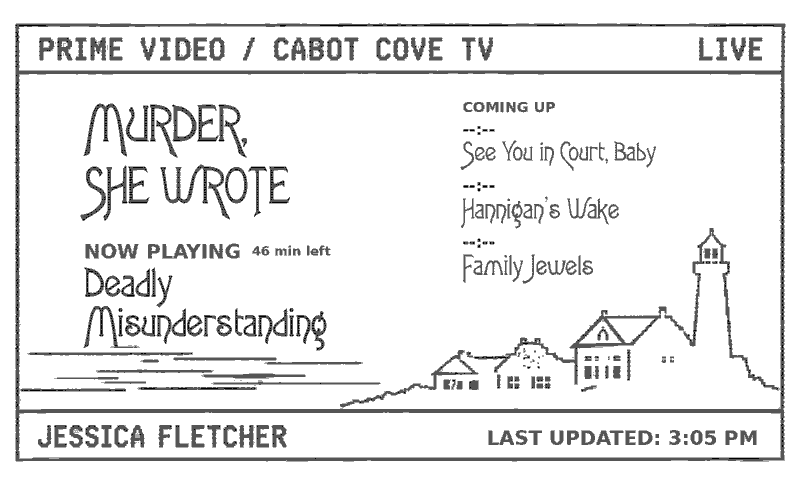 PRIME VIDEO / CABOT COVE TV
LIVE
MURDER,
SHE WROTE
NOW PLAYING 46 min left
Deadly
Misunderstanding
COMING UP
--:--
See You in Court, Baby
--:--
Hannigan's Wake
--:--
Family Jewels
JESSICA FLETCHER
LAST UPDATED: 3:05 PM